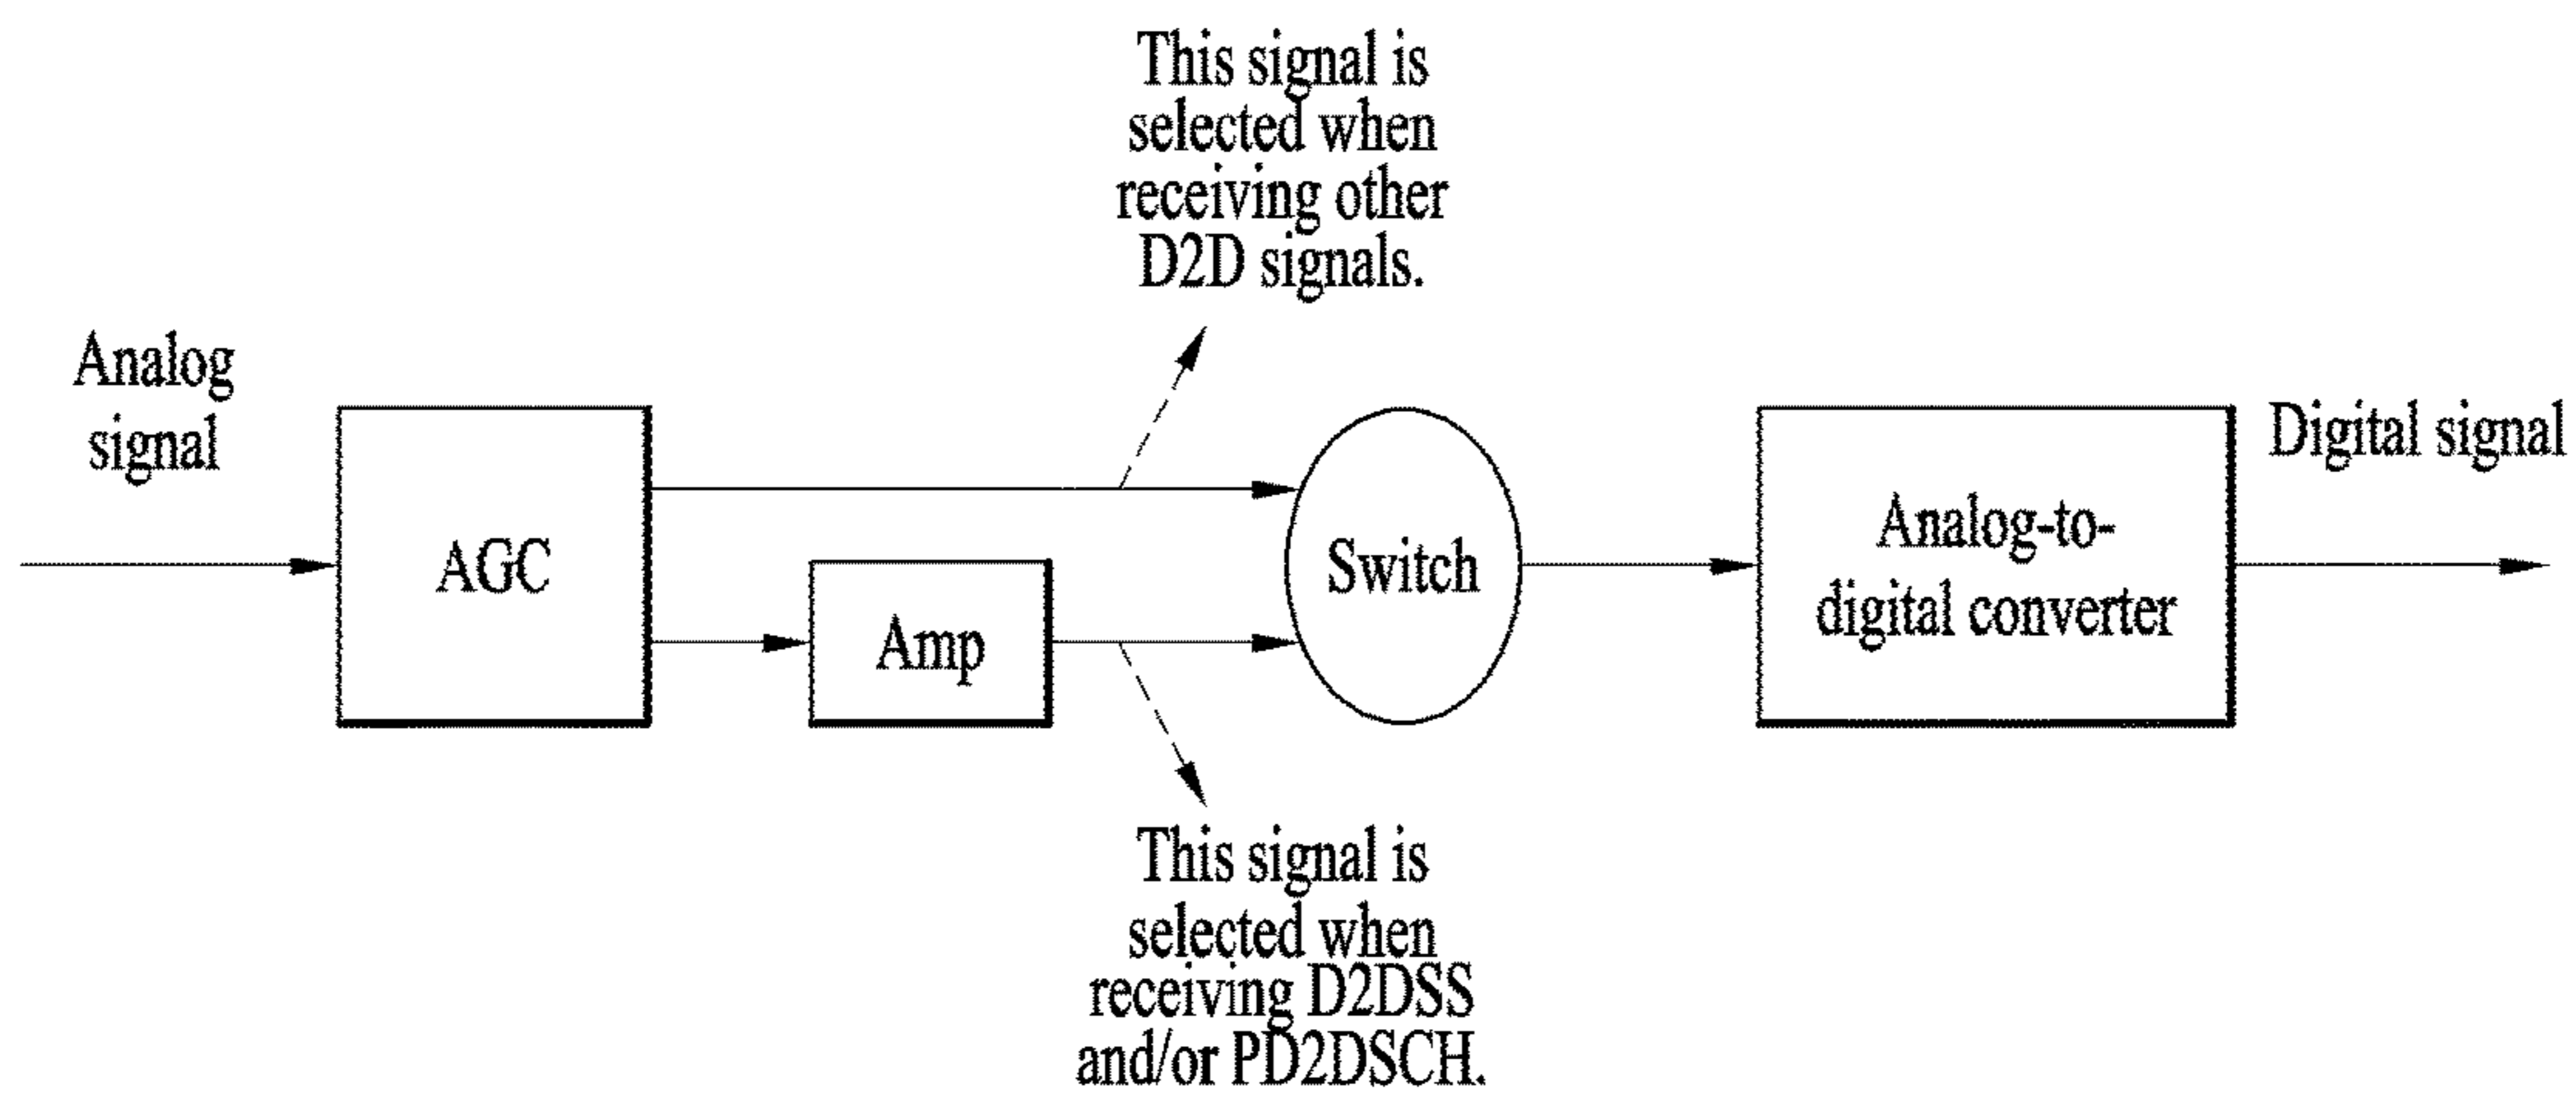 This signal is
selected when
receiving other
D2D signals.
Analog
signal
AGC
Amp
Switch
Analog-to-
digital converter
Digital signal
This signal is
selected when
receiving D2DSS
and/or PD2DSCH.